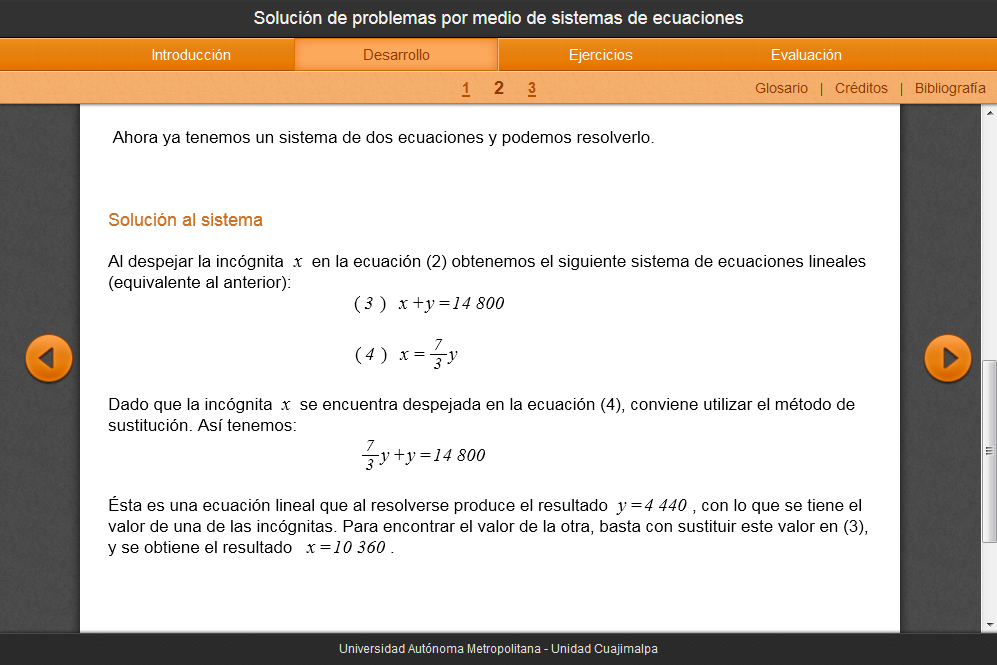 Solución de problemas por medio de sistemas de ecuaciones
Introducción Desarrollo Ejercicios Evaluación
1 2 3 Glosario | Créditos | Bibliografía
Ahora ya tenemos un sistema de dos ecuaciones y podemos resolverlo.
Solución al sistema
Al despejar la incógnita x en la ecuación (2) obtenemos el siguiente sistema de ecuaciones lineales
(equivalente al anterior):
( 3 ) x + y = 14 800
( 4 ) x = 7/3 y
Dado que la incógnita x se encuentra despejada en la ecuación (4), conviene utilizar el método de
sustitución. Así tenemos:
7/3 y + y = 14 800
Ésta es una ecuación lineal que al resolverse produce el resultado y = 4 440 , con lo que se tiene el
valor de una de las incógnitas. Para encontrar el valor de la otra, basta con sustituir este valor en (3),
y se obtiene el resultado x = 10 360 .
Universidad Autónoma Metropolitana - Unidad Cuajimalpa